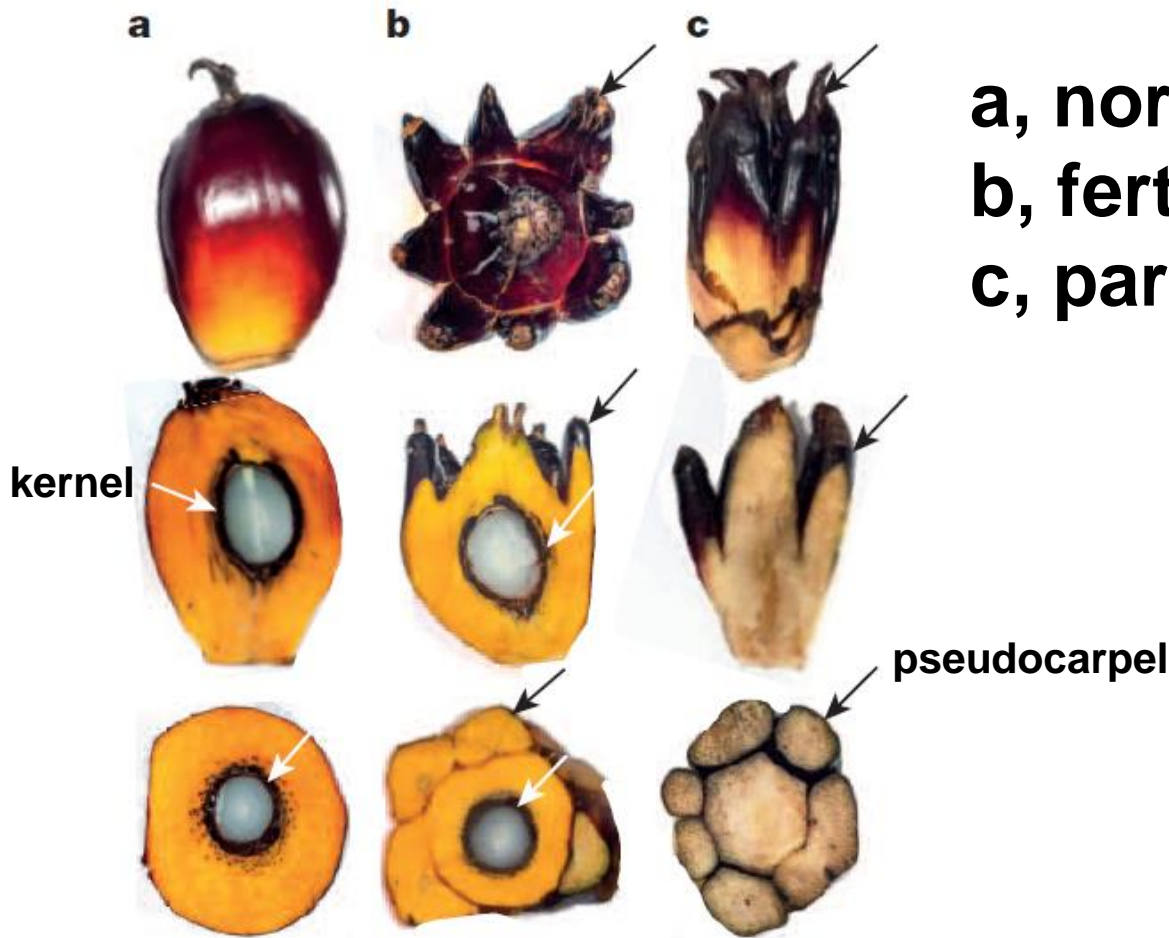 a b c
a, nor
b, fert
c, par
kernel
pseudocarpel